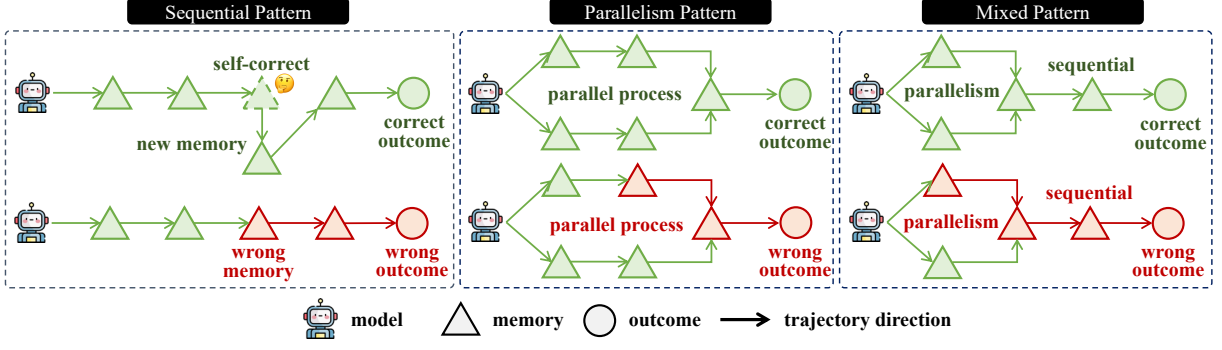 Sequential Pattern
self-correct
new memory
correct
outcome
wrong
memory
wrong
outcome
Parallelism Pattern
parallel process
correct
outcome
parallel process
wrong
outcome
Mixed Pattern
sequential
parallelism
correct
outcome
sequential
parallelism
wrong
outcome
model
memory
outcome
trajectory direction